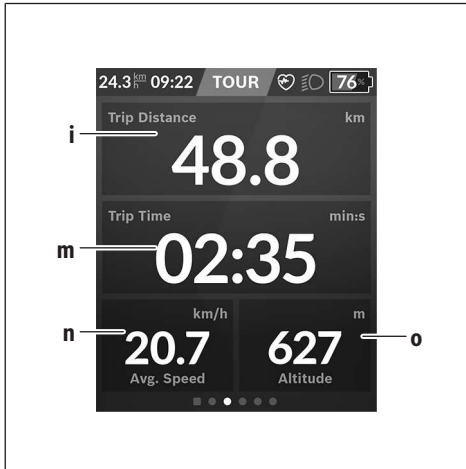 24.3 km/h 09:22 TOUR 76%
Trip Distance km
i
48.8
Trip Time min:s
m
02:35
km/h m
n
20.7 627
o
Avg. Speed Altitude